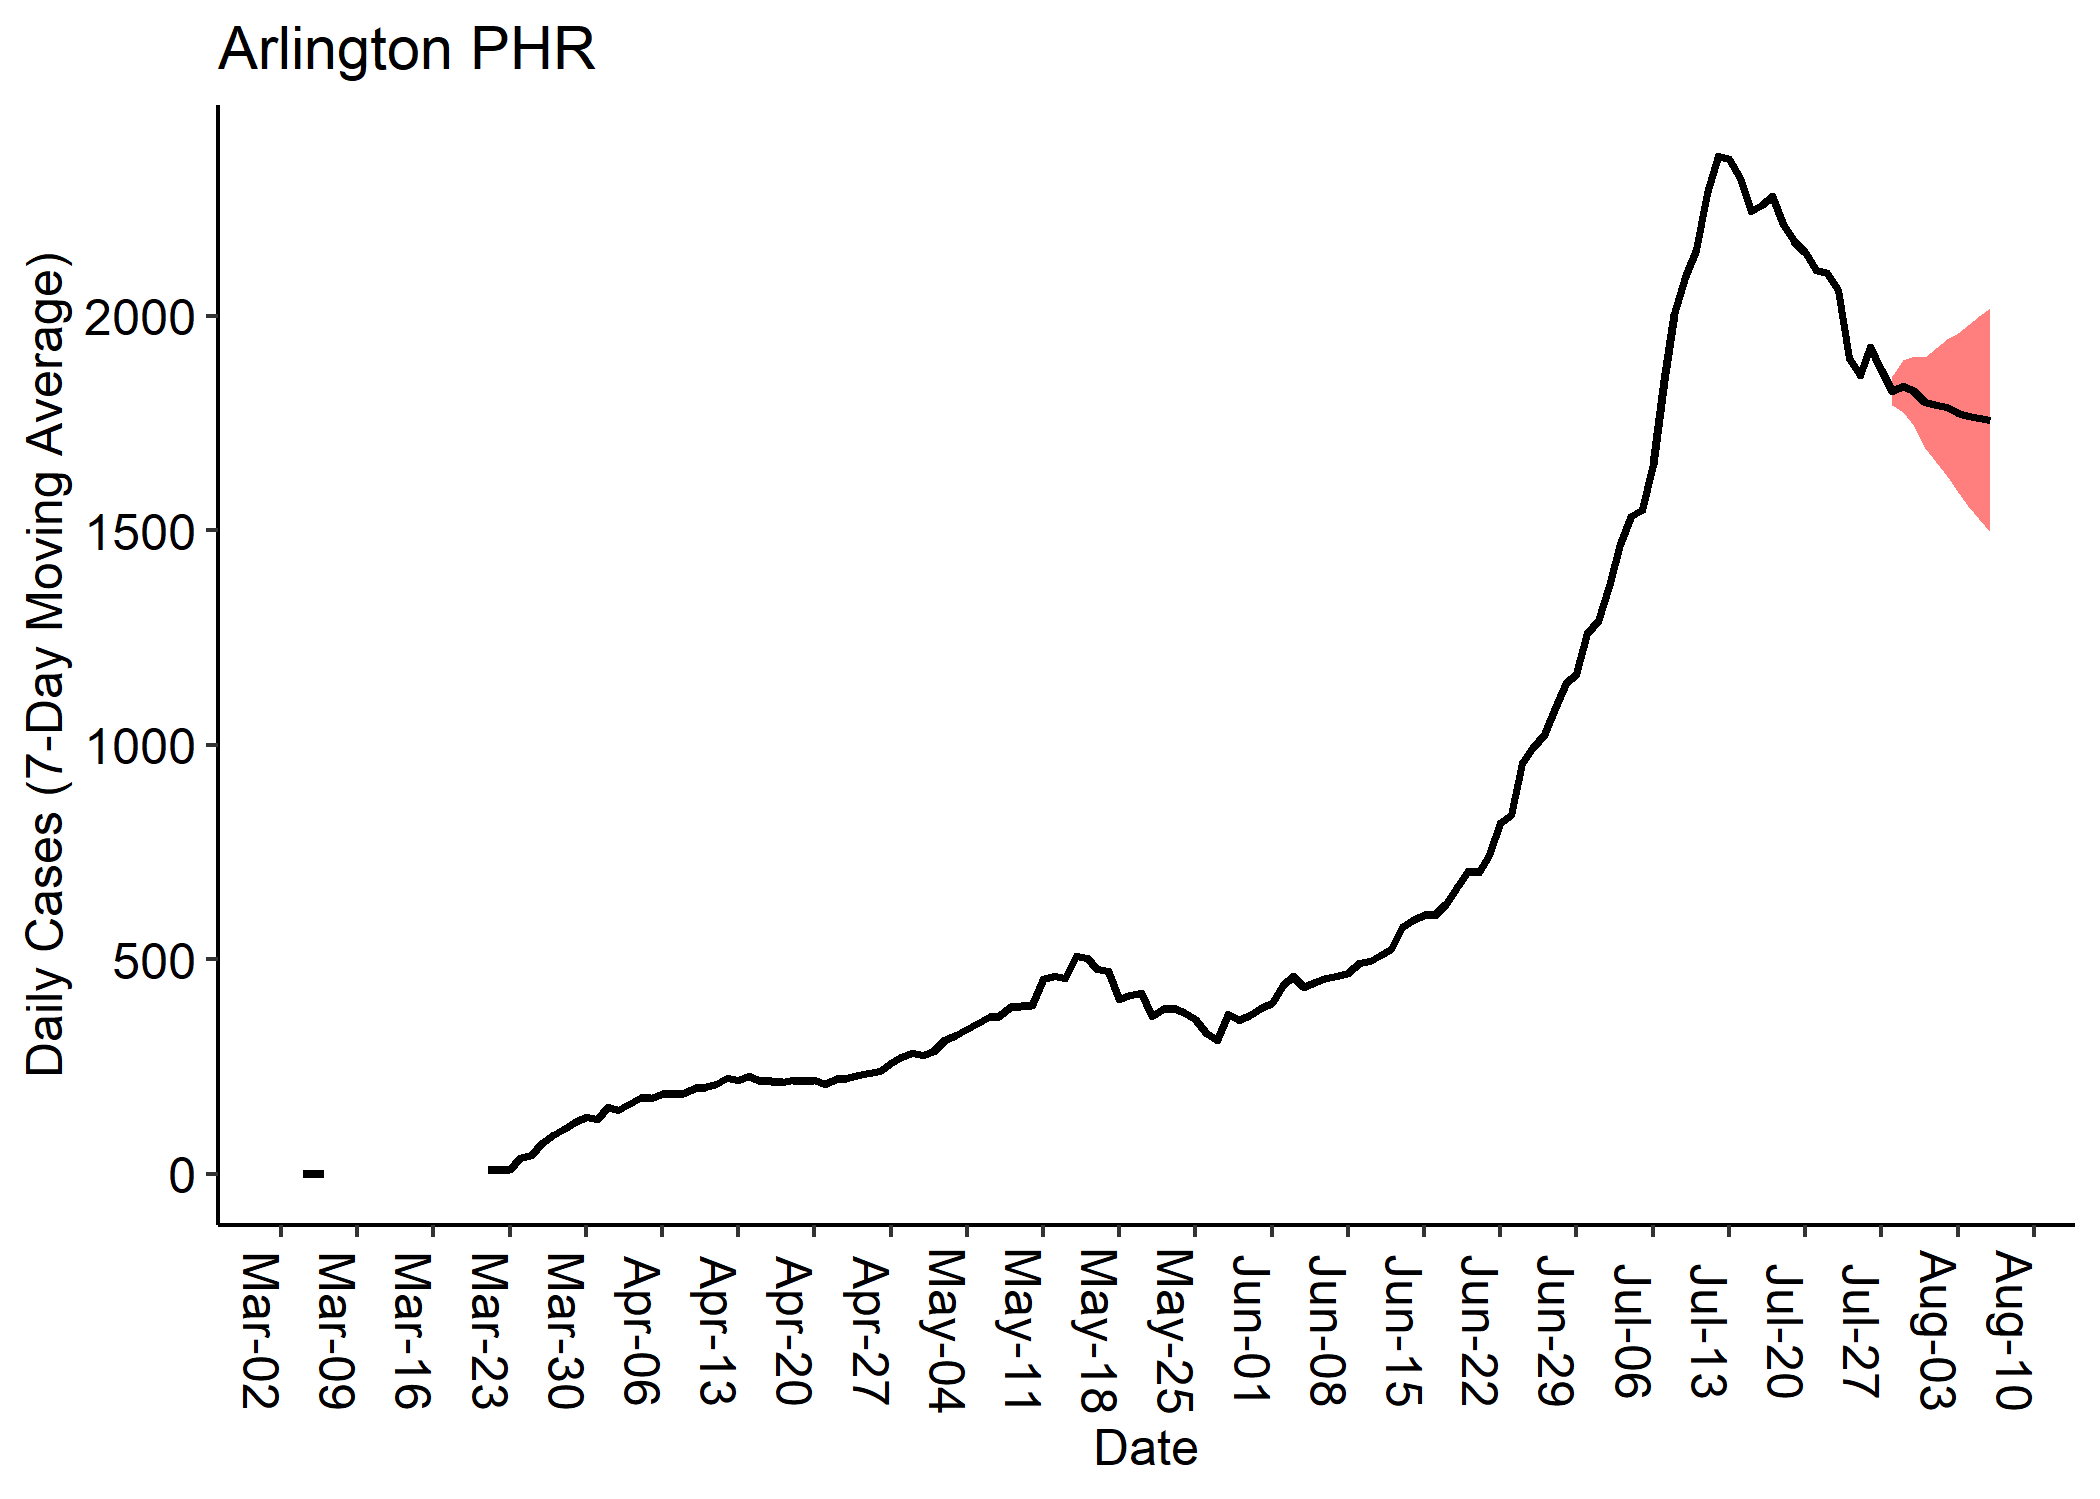 Arlington PHR
Daily Cases (7-Day Moving Average)
2000
1500
1000
500
0
Mar-02
Mar-09
Mar-16
Mar-23
Mar-30
Apr-06
Apr-13
Apr-20
Apr-27
May-04
May-11
May-18
May-25
Jun-01
Jun-08
Jun-15
Jun-22
Jun-29
Jul-06
Jul-13
Jul-20
Jul-27
Aug-03
Aug-10
Date